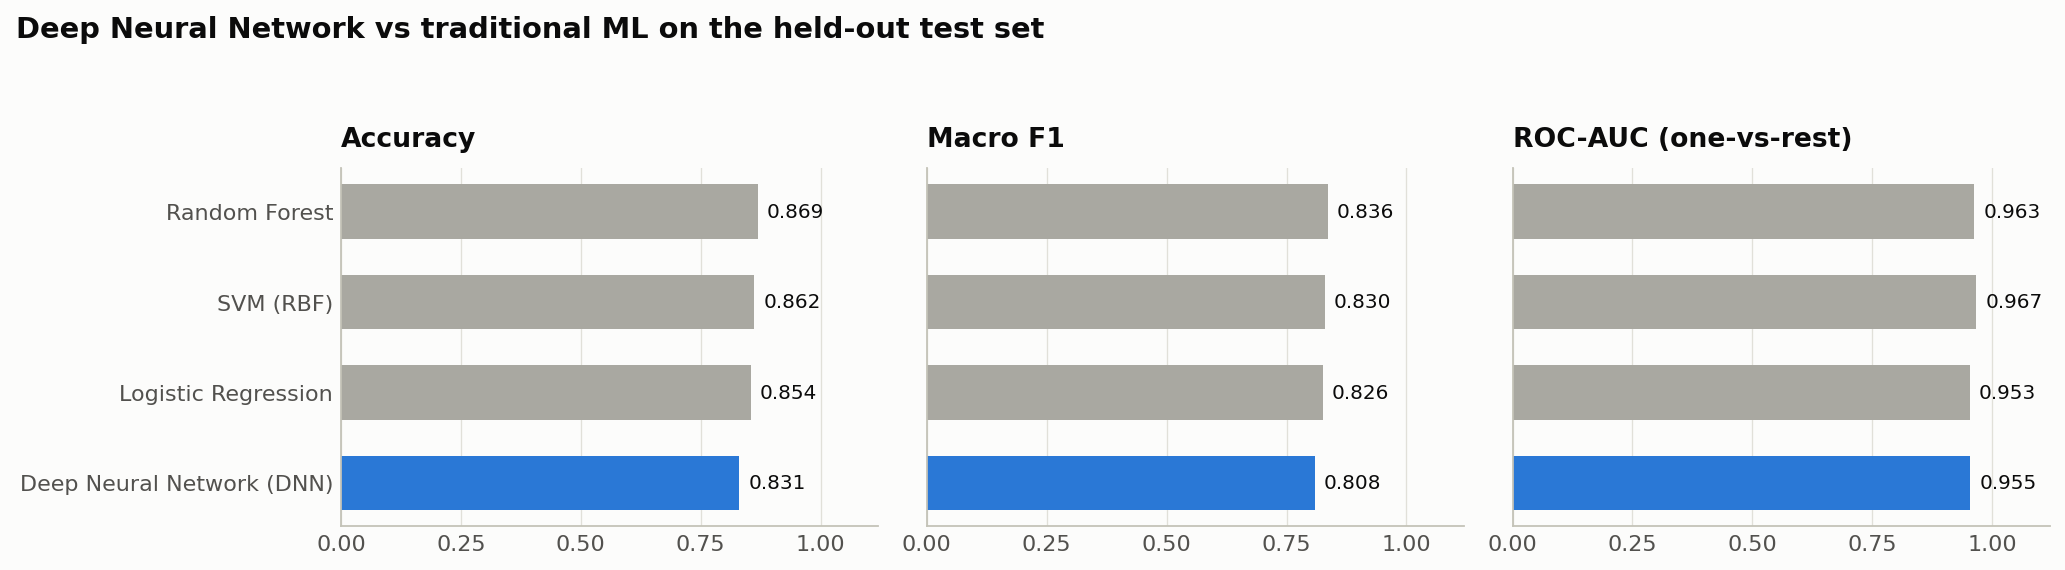 Deep Neural Network vs traditional ML on the held-out test set
Accuracy
Macro F1
ROC-AUC (one-vs-rest)
Random Forest
0.869
0.836
0.963
SVM (RBF)
0.862
0.830
0.967
Logistic Regression
0.854
0.826
0.953
Deep Neural Network (DNN)
0.831
0.808
0.955
0.00 0.25 0.50 0.75 1.00
0.00 0.25 0.50 0.75 1.00
0.00 0.25 0.50 0.75 1.00